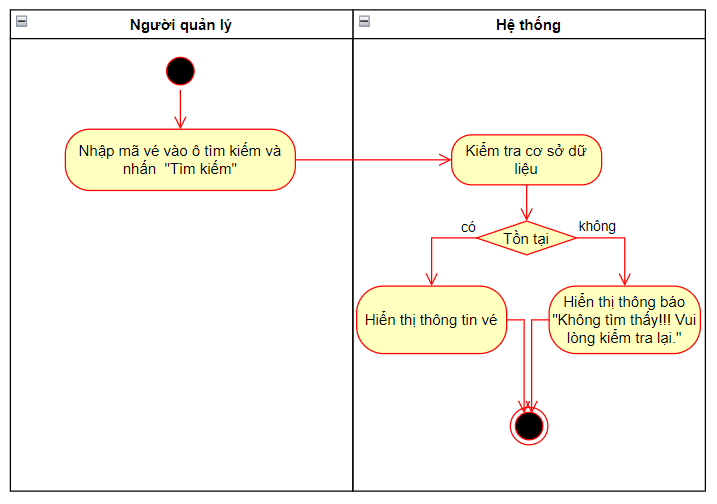 Người quản lý
Hệ thống
Nhập mã vé vào ô tìm kiếm và
nhấn "Tìm kiếm"
Kiểm tra cơ sở dữ
liệu
Tồn tại
có
không
Hiển thị thông tin vé
Hiển thị thông báo
"Không tìm thấy!!! Vui
lòng kiểm tra lại."